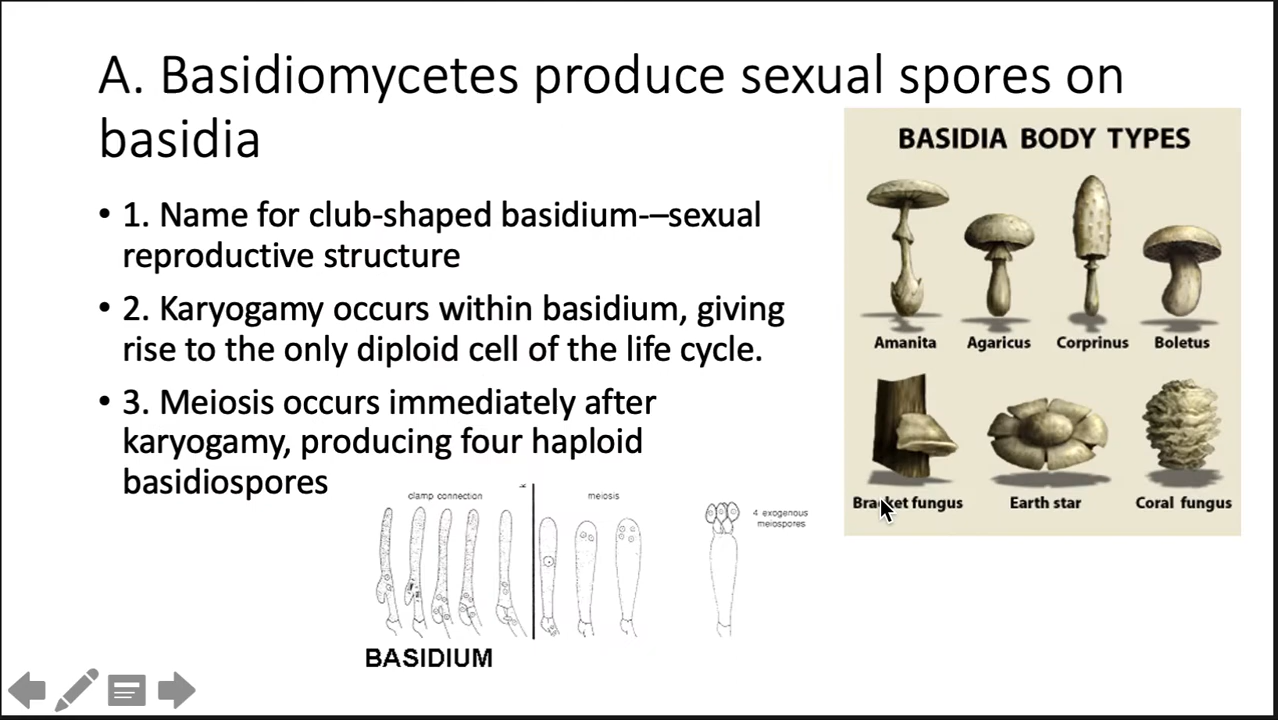 A. Basidiomycetes produce sexual spores on
basidia
• 1. Name for club-shaped basidium-–sexual
reproductive structure
• 2. Karyogamy occurs within basidium, giving
rise to the only diploid cell of the life cycle.
• 3. Meiosis occurs immediately after
karyogamy, producing four haploid
basidiospores
BASIDIA BODY TYPES
Amanita Agaricus Corprinus Boletus
Bracket fungus Earth star Coral fungus
clamp connection K meiosis
4 exogenous
meiospores
BASIDIUM